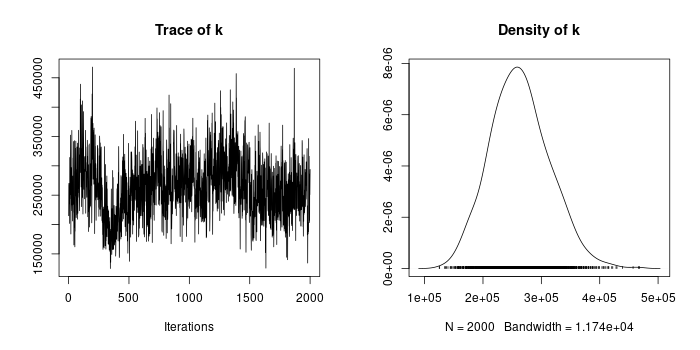 Trace of k
450000
350000
250000
150000
0
500
1000
1500
2000
Iterations
Density of k
8e-06
6e-06
4e-06
2e-06
0e+00
1e+05
2e+05
3e+05
4e+05
5e+05
N = 2000 Bandwidth = 1.174e+04